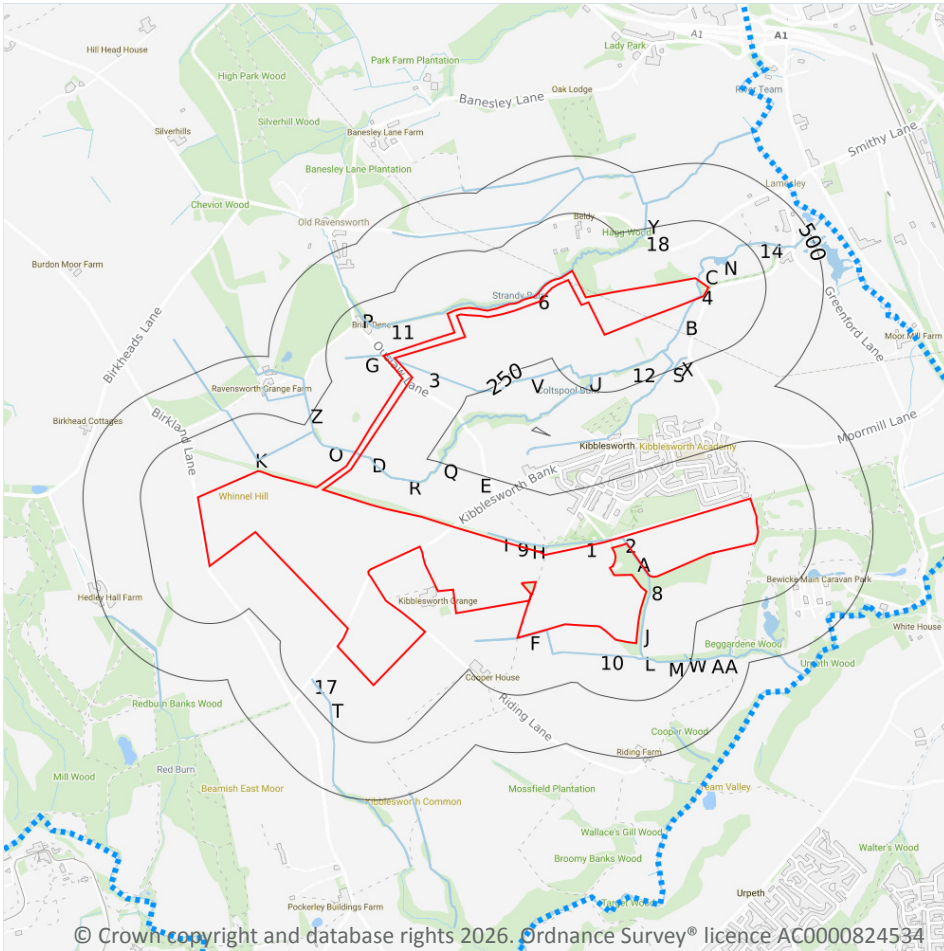 Hill Head House
Lady Park
A1
A1
Park Farm Plantation
High Park Wood
River Team
Oak Lodge
Banesley Lane
Silverhill Wood
Silverhills
Banesley Lane Farm
Smithy Lane
Banesley Lane Plantation
Lamesley
Cheviot Wood
Beldy
Old Ravensworth
Hagg Wood
Y
18
500
14
Burdon Moor Farm
N
C
Strandy Burn
4
6
Birkheads Lane
P
11
B
Greenford Lane
Moor Mill Farm
G
3
250
V
U
12
S
X
Coltspool Burn
Ravensworth Grange Farm
Birkland Lane
Birkhead Cottages
Z
Moormill Lane
Kibblesworth
Kibblesworth Academy
O
K
D
Q
R
E
Kibblesworth Bank
Whinnel Hill
I
9
H
1
2
A
Bewicke Main Caravan Park
8
Hedley Hall Farm
Kibblesworth Grange
White House
F
J
Beggardene Wood
10
L
M
W
AA
Urpeth Wood
Cooper House
17
Riding Lane
T
Redburn Banks Wood
Cooper Wood
Riding Farm
Red Burn
Mill Wood
Beamish East Moor
Mossfield Plantation
Team Valley
Kibblesworth Common
Wallace's Gill Wood
Walter's Wood
Broomy Banks Wood
Urpeth
Pockerley Buildings Farm
© Crown copyright and database rights 2026. Ordnance Survey® licence AC0000824534